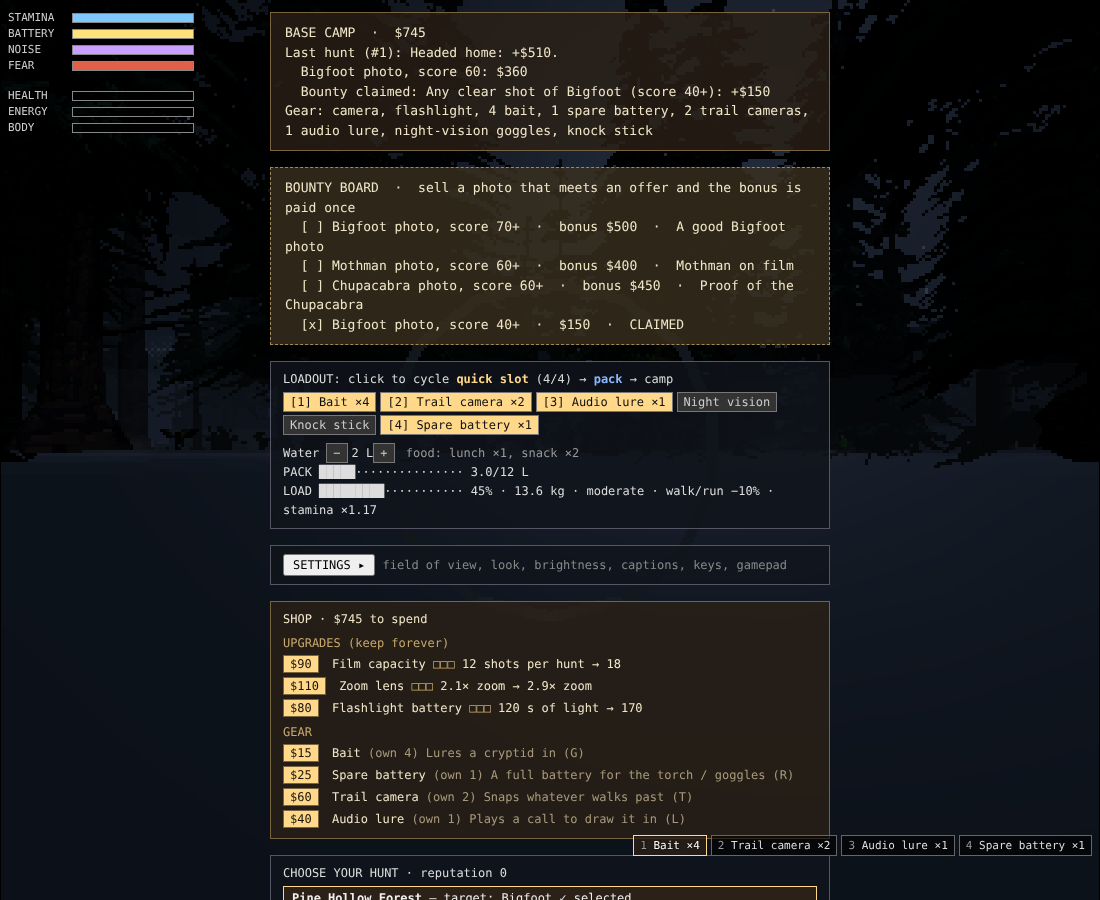 STAMINA
BATTERY
NOISE
FEAR
HEALTH
ENERGY
BODY
BASE CAMP · $745
Last hunt (#1): Headed home: +$510.
Bigfoot photo, score 60: $360
Bounty claimed: Any clear shot of Bigfoot (score 40+): +$150
Gear: camera, flashlight, 4 bait, 1 spare battery, 2 trail cameras,
1 audio lure, night-vision goggles, knock stick
BOUNTY BOARD · sell a photo that meets an offer and the bonus is
paid once
[ ] Bigfoot photo, score 70+ · bonus $500 · A good Bigfoot
photo
[ ] Mothman photo, score 60+ · bonus $400 · Mothman on film
[ ] Chupacabra photo, score 60+ · bonus $450 · Proof of the
Chupacabra
[x] Bigfoot photo, score 40+ · $150 · CLAIMED
LOADOUT: click to cycle quick slot (4/4) → pack → camp
[1] Bait ×4 [2] Trail camera ×2 [3] Audio lure ×1 Night vision
Knock stick [4] Spare battery ×1
Water − 2 L + food: lunch ×1, snack ×2
PACK 3.0/12 L
LOAD 45% · 13.6 kg · moderate · walk/run −10% ·
stamina ×1.17
SETTINGS ▸ field of view, look, brightness, captions, keys, gamepad
SHOP · $745 to spend
UPGRADES (keep forever)
$90 Film capacity □□□ 12 shots per hunt → 18
$110 Zoom lens □□□ 2.1× zoom → 2.9× zoom
$80 Flashlight battery □□□ 120 s of light → 170
GEAR
$15 Bait (own 4) Lures a cryptid in (G)
$25 Spare battery (own 1) A full battery for the torch / goggles (R)
$60 Trail camera (own 2) Snaps whatever walks past (T)
$40 Audio lure (own 1) Plays a call to draw it in (L)
1 Bait ×4 2 Trail camera ×2 3 Audio lure ×1 4 Spare battery ×1
CHOOSE YOUR HUNT · reputation 0
Pine Hollow Forest — target: Bigfoot ✓ selected